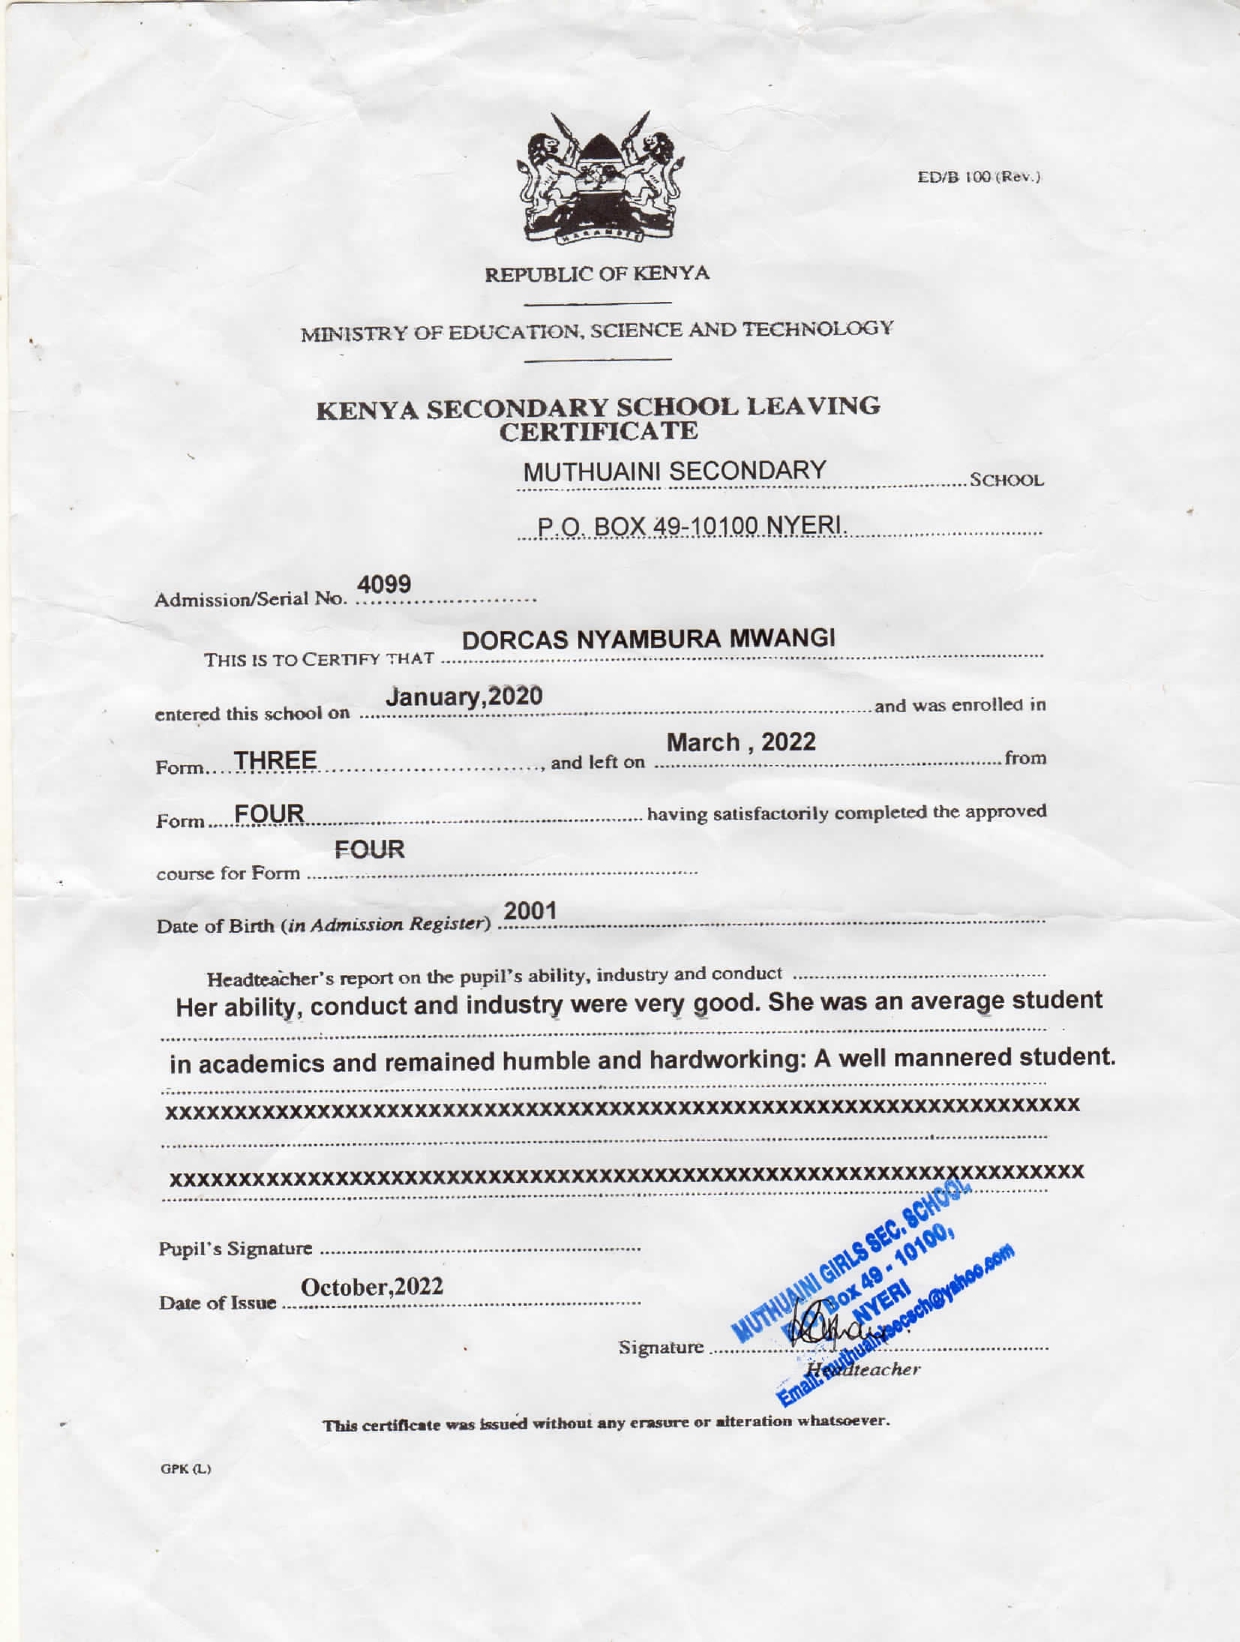 ED/B 100 (Rev.)
HARAMBEE
REPUBLIC OF KENYA
MINISTRY OF EDUCATION, SCIENCE AND TECHNOLOGY
KENYA SECONDARY SCHOOL LEAVING
CERTIFICATE
MUTHUAINI SECONDARY SCHOOL
P.O. BOX 49-10100 NYERI.
Admission/Serial No. 4099
THIS IS TO CERTIFY THAT DORCAS NYAMBURA MWANGI
entered this school on January,2020 and was enrolled in
Form THREE, and left on March , 2022 from
Form FOUR having satisfactorily completed the approved
course for Form FOUR
Date of Birth (in Admission Register) 2001
Headteacher's report on the pupil's ability, industry and conduct
Her ability, conduct and industry were very good. She was an average student
in academics and remained humble and hardworking: A well mannered student.
xxxxxxxxxxxxxxxxxxxxxxxxxxxxxxxxxxxxxxxxxxxxxxxxxxxxxxxxxxxxxxxxxx
xxxxxxxxxxxxxxxxxxxxxxxxxxxxxxxxxxxxxxxxxxxxxxxxxxxxxxxxxxxxxxxxxx
Pupil's Signature
Date of Issue October,2022
MUTHUAINI GIRLS SEC. SCHOOL
Box 49 - 10100,
NYERI
Email: muthuainisecsch@yahoo.com
Signature
Headteacher
This certificate was issued without any erasure or alteration whatsoever.
GPK (L)